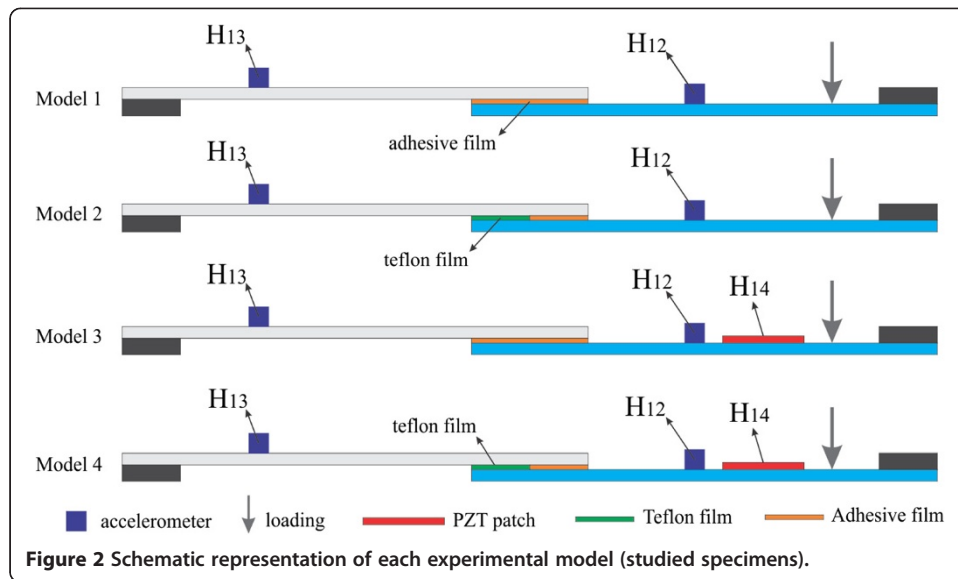 H13
H12
Model 1
adhesive film
H13
H12
Model 2
teflon film
H13
H12
H14
Model 3
H13
teflon film
H12
H14
Model 4
accelerometer
loading
PZT patch
Teflon film
Adhesive film
Figure 2 Schematic representation of each experimental model (studied specimens).